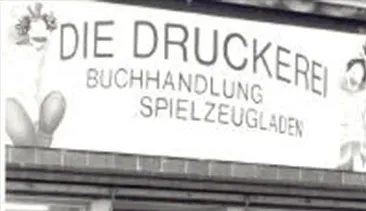 DIE DRUCKEREI
BUCHHANDLUNG
SPIELZEUGLADEN